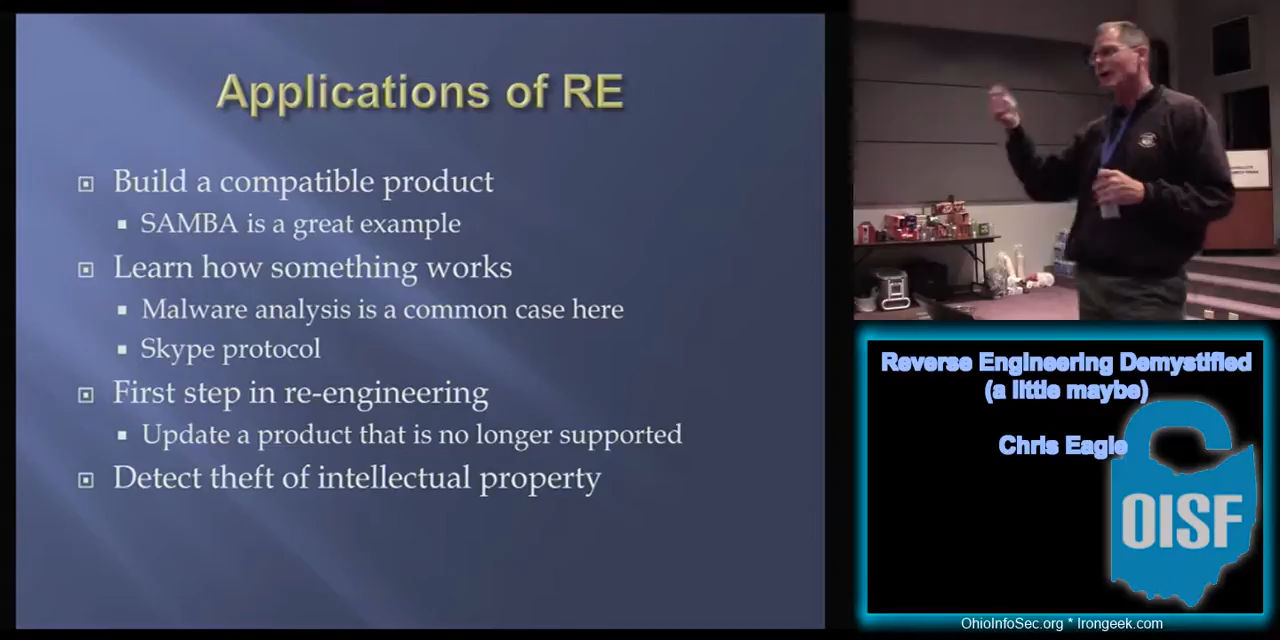 Applications of RE
Build a compatible product
SAMBA is a great example
Learn how something works
Malware analysis is a common case here
Skype protocol
First step in re-engineering
Update a product that is no longer supported
Detect theft of intellectual property
Reverse Engineering Demystified
(a little maybe)
Chris Eagle
OISF
OhioInfoSec.org * Irongeek.com